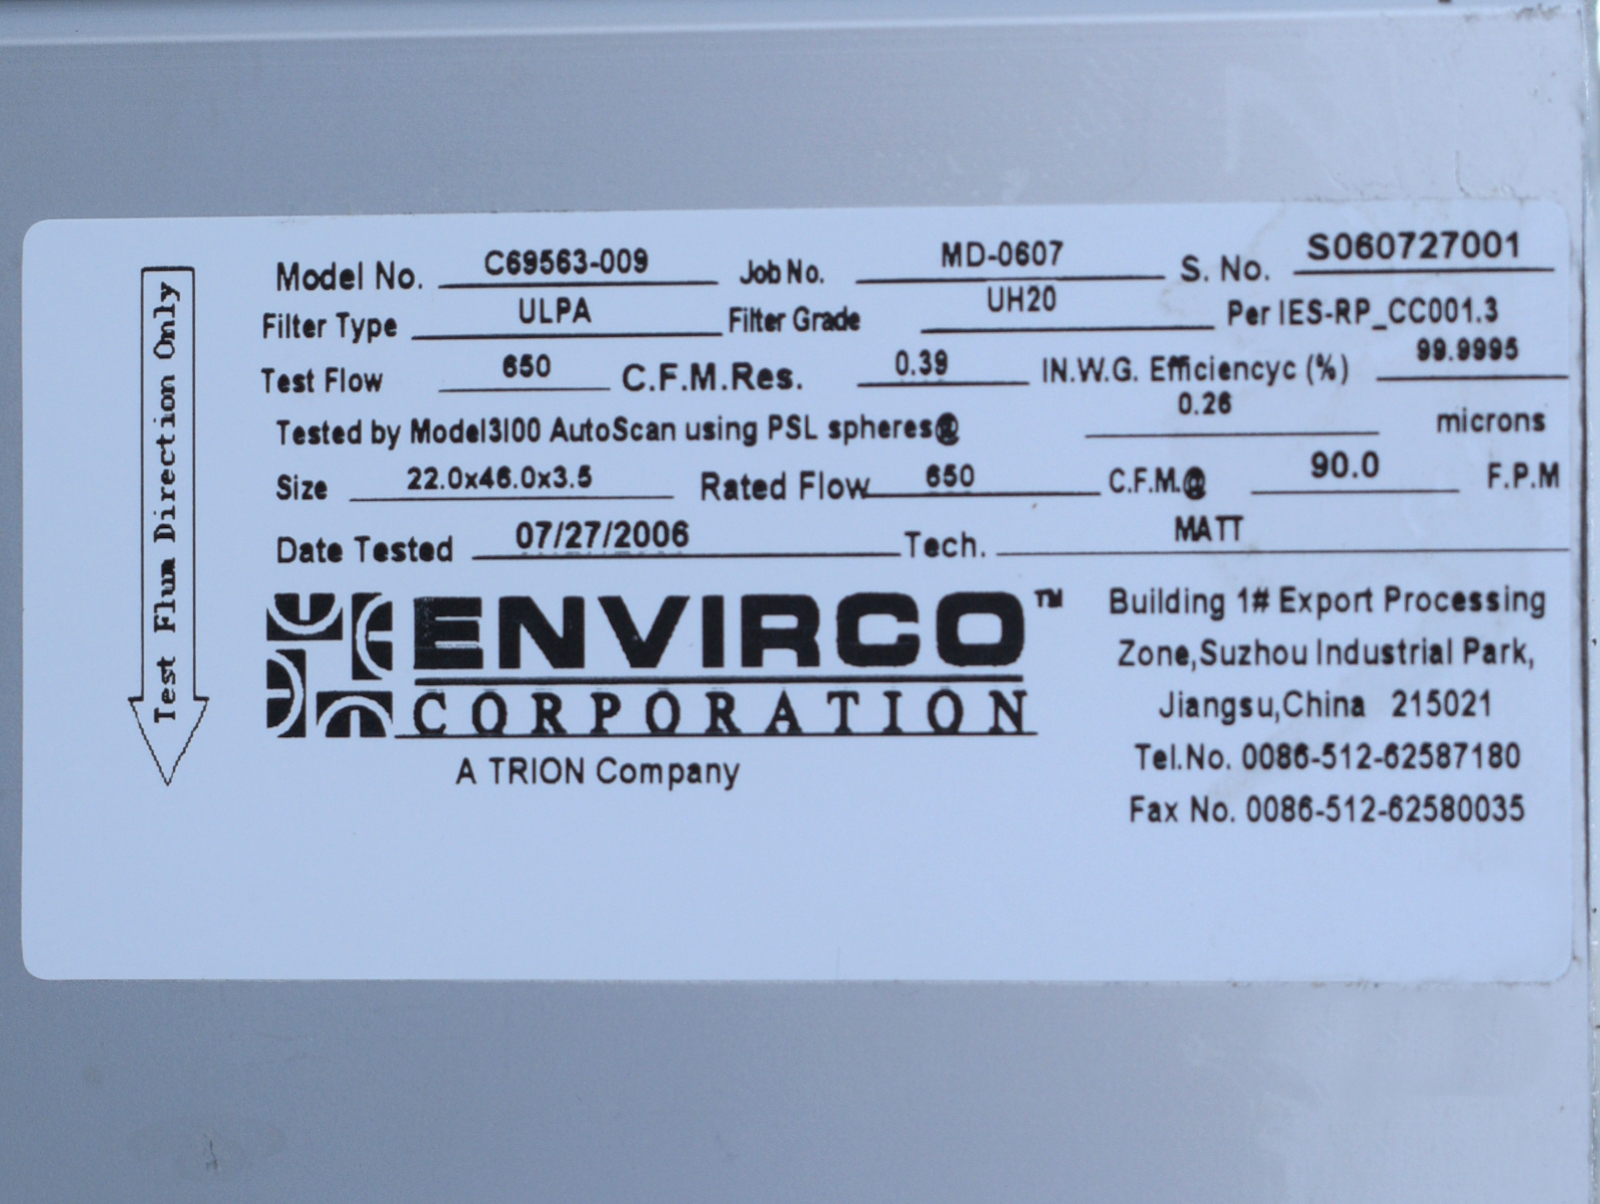 Test Flum Direction Only
Model No. C69563-009 Job No. MD-0607 S. No. S060727001
Filter Type ULPA Filter Grade UH20 Per IES-RP_CC001.3
Test Flow 650 C.F.M.Res. 0.39 IN.W.G. Efficiencyc (%) 99.9995
Tested by Model3I00 AutoScan using PSL spheres@ 0.26 microns
Size 22.0x46.0x3.5 Rated Flow 650 C.F.M.@ 90.0 F.P.M
Date Tested 07/27/2006 Tech. MATT
ENVIRCO™
CORPORATION
A TRION Company
Building 1# Export Processing
Zone,Suzhou Industrial Park,
Jiangsu,China 215021
Tel.No. 0086-512-62587180
Fax No. 0086-512-62580035